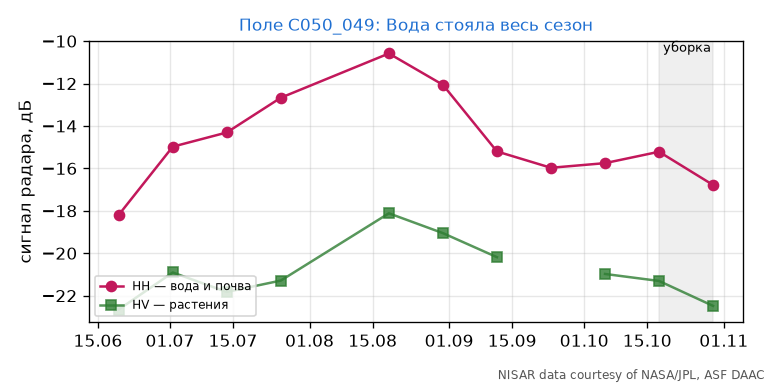 Поле C050_049: Вода стояла весь сезон
уборка
сигнал радара, дБ
−10
−12
−14
−16
−18
−20
−22
HH — вода и почва
HV — растения
15.06 01.07 15.07 01.08 15.08 01.09 15.09 01.10 15.10 01.11
NISAR data courtesy of NASA/JPL, ASF DAAC